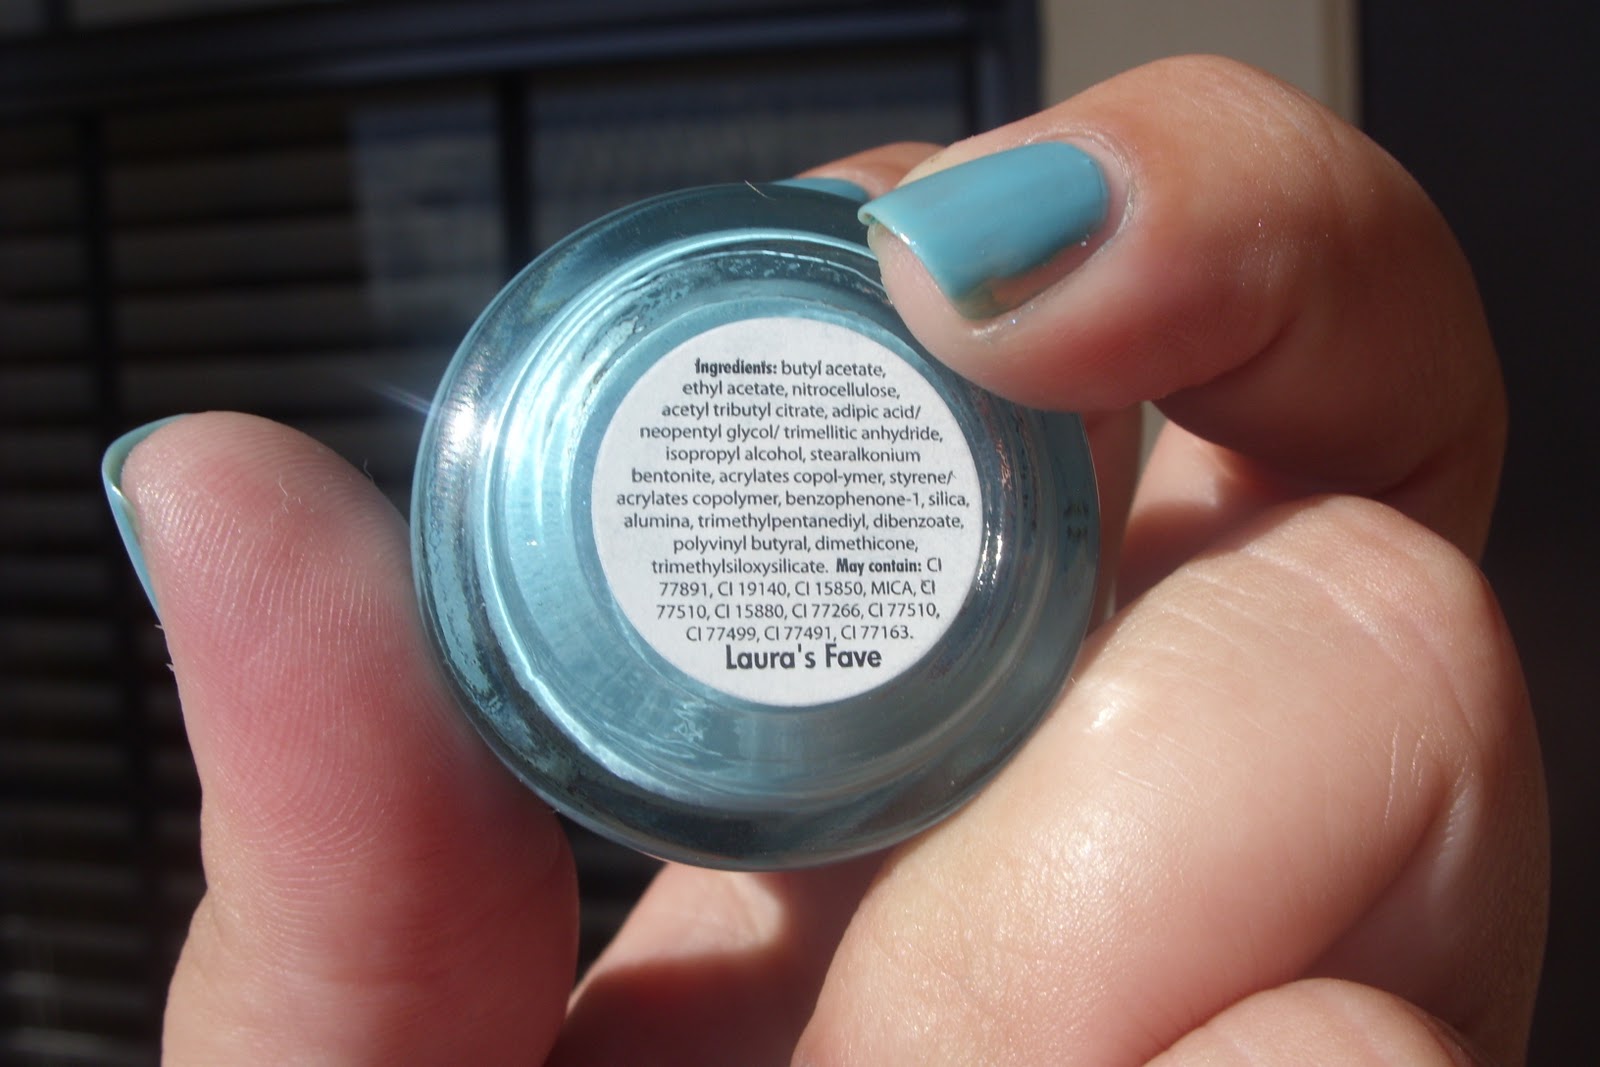 Ingredients: butyl acetate,
ethyl acetate, nitrocellulose,
acetyl tributyl citrate, adipic acid/
neopentyl glycol/ trimellitic anhydride,
isopropyl alcohol, stearalkonium
bentonite, acrylates copol-ymer, styrene/
acrylates copolymer, benzophenone-1, silica,
alumina, trimethylpentanediyl, dibenzoate,
polyvinyl butyral, dimethicone,
trimethylsiloxysilicate. May contain: CI
77891, CI 19140, CI 15850, MICA, CI
77510, CI 15880, CI 77266, CI 77510,
CI 77499, CI 77491, CI 77163.
Laura's Fave